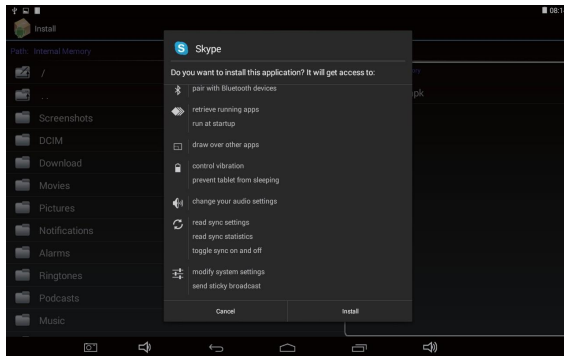 08:1
Install
Path: Internal Memory
/
..
Screenshots
DCIM
Download
Movies
Pictures
Notifications
Alarms
Ringtones
Podcasts
Music
pk
Skype
Do you want to install this application? It will get access to:
pair with Bluetooth devices
retrieve running apps
run at startup
draw over other apps
control vibration
prevent tablet from sleeping
change your audio settings
read sync settings
read sync statistics
toggle sync on and off
modify system settings
send sticky broadcast
Cancel
Install